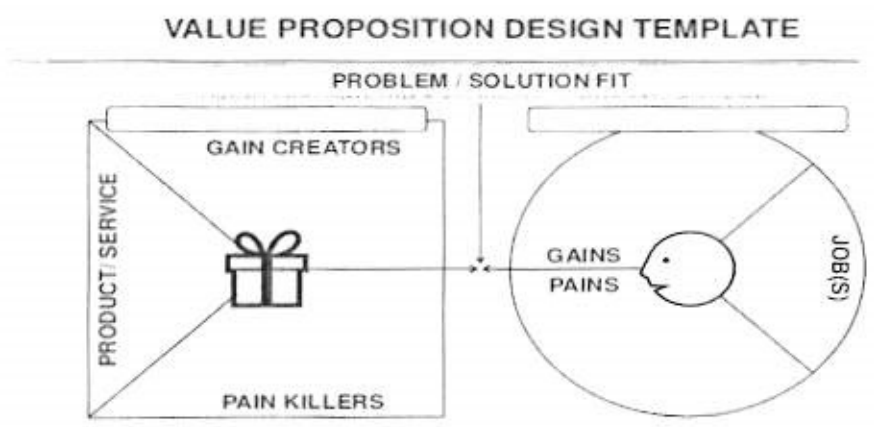 VALUE PROPOSITION DESIGN TEMPLATE
PROBLEM / SOLUTION FIT
GAIN CREATORS
PRODUCT/ SERVICE
PAIN KILLERS
GAINS
PAINS
JOB(S)